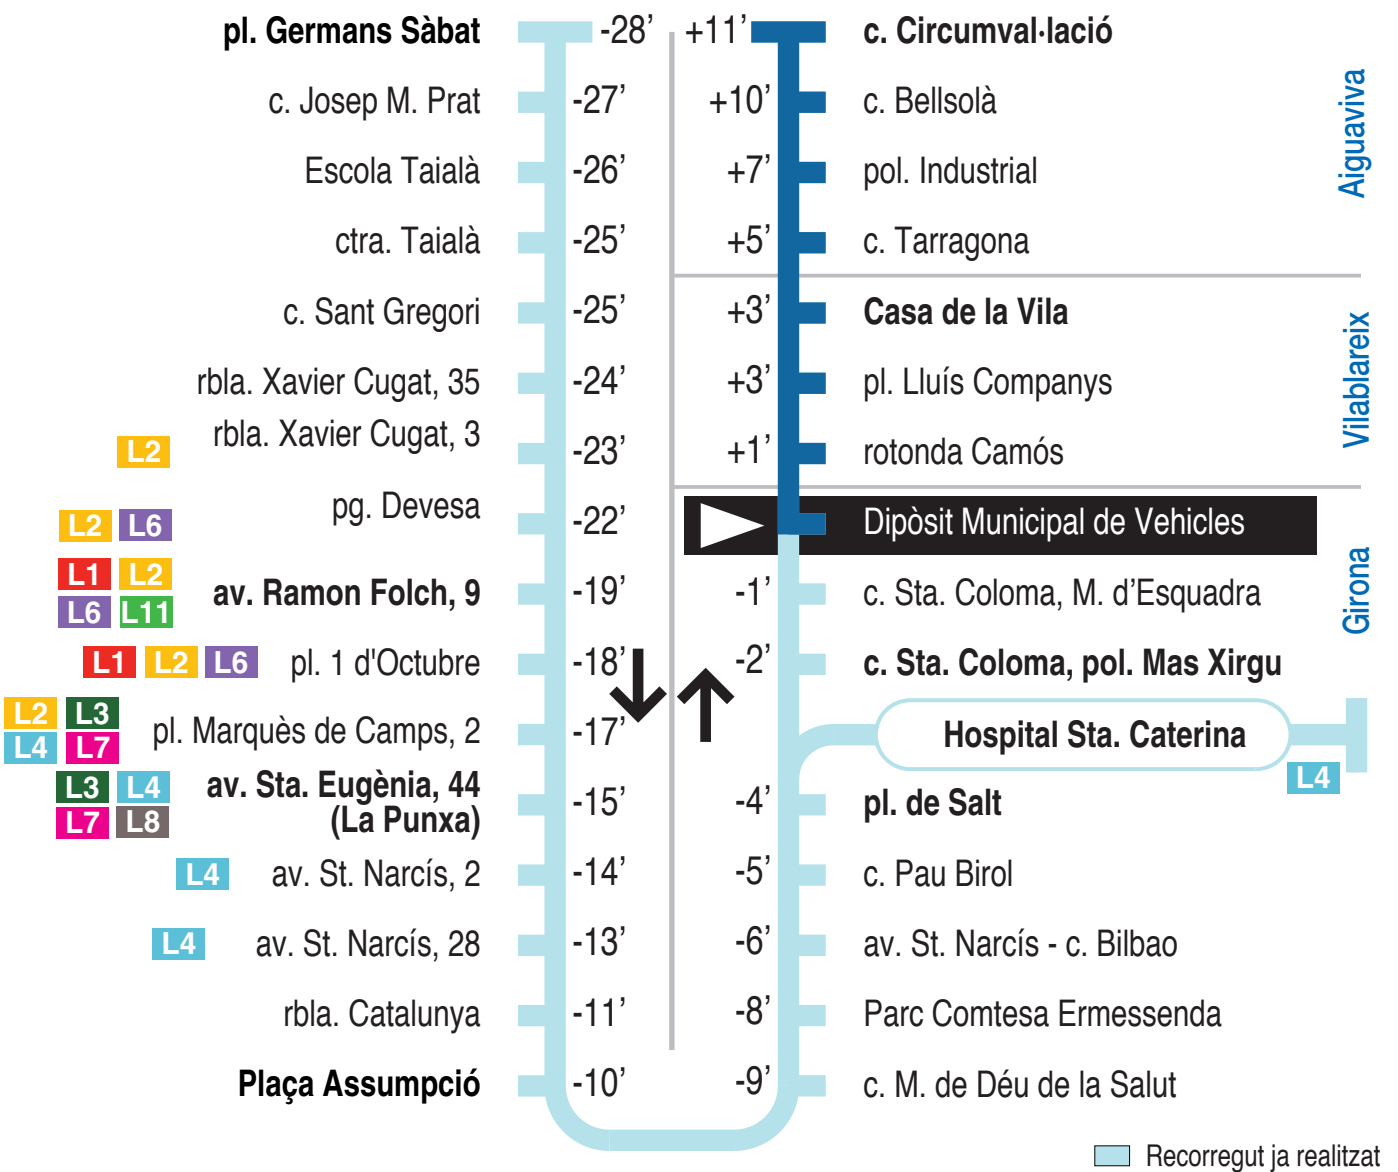 pl. Germans Sàbat -28’
c. Josep M. Prat -27’
Escola Taialà -26’
ctra. Taialà -25’
c. Sant Gregori -25’
rbla. Xavier Cugat, 35 -24’
rbla. Xavier Cugat, 3
L2 -23’
pg. Devesa
L2 L6 -22’
L1 L2
av. Ramon Folch, 9 -19’
L6 L11
L1 L2 L6 pl. 1 d'Octubre -18’
L2 L3
pl. Marquès de Camps, 2 -17’
L4 L7
L3 L4 av. Sta. Eugènia, 44
-15’
L7 L8 (La Punxa)
L4 av. St. Narcís, 2 -14’
L4 av. St. Narcís, 28 -13’
rbla. Catalunya -11’
Plaça Assumpció -10’
+11’ c. Circumval·lació
+10’ c. Bellsolà
+7’ pol. Industrial
+5’ c. Tarragona
Aiguaviva
+3’ Casa de la Vila
+3’ pl. Lluís Companys
+1’ rotonda Camós
Vilablareix
Dipòsit Municipal de Vehicles
-1’ c. Sta. Coloma, M. d’Esquadra
-2’ c. Sta. Coloma, pol. Mas Xirgu
Girona
Hospital Sta. Caterina
L4
-4’ pl. de Salt
-5’ c. Pau Birol
-6’ av. St. Narcís - c. Bilbao
-8’ Parc Comtesa Ermessenda
-9’ c. M. de Déu de la Salut
Recorregut ja realitzat